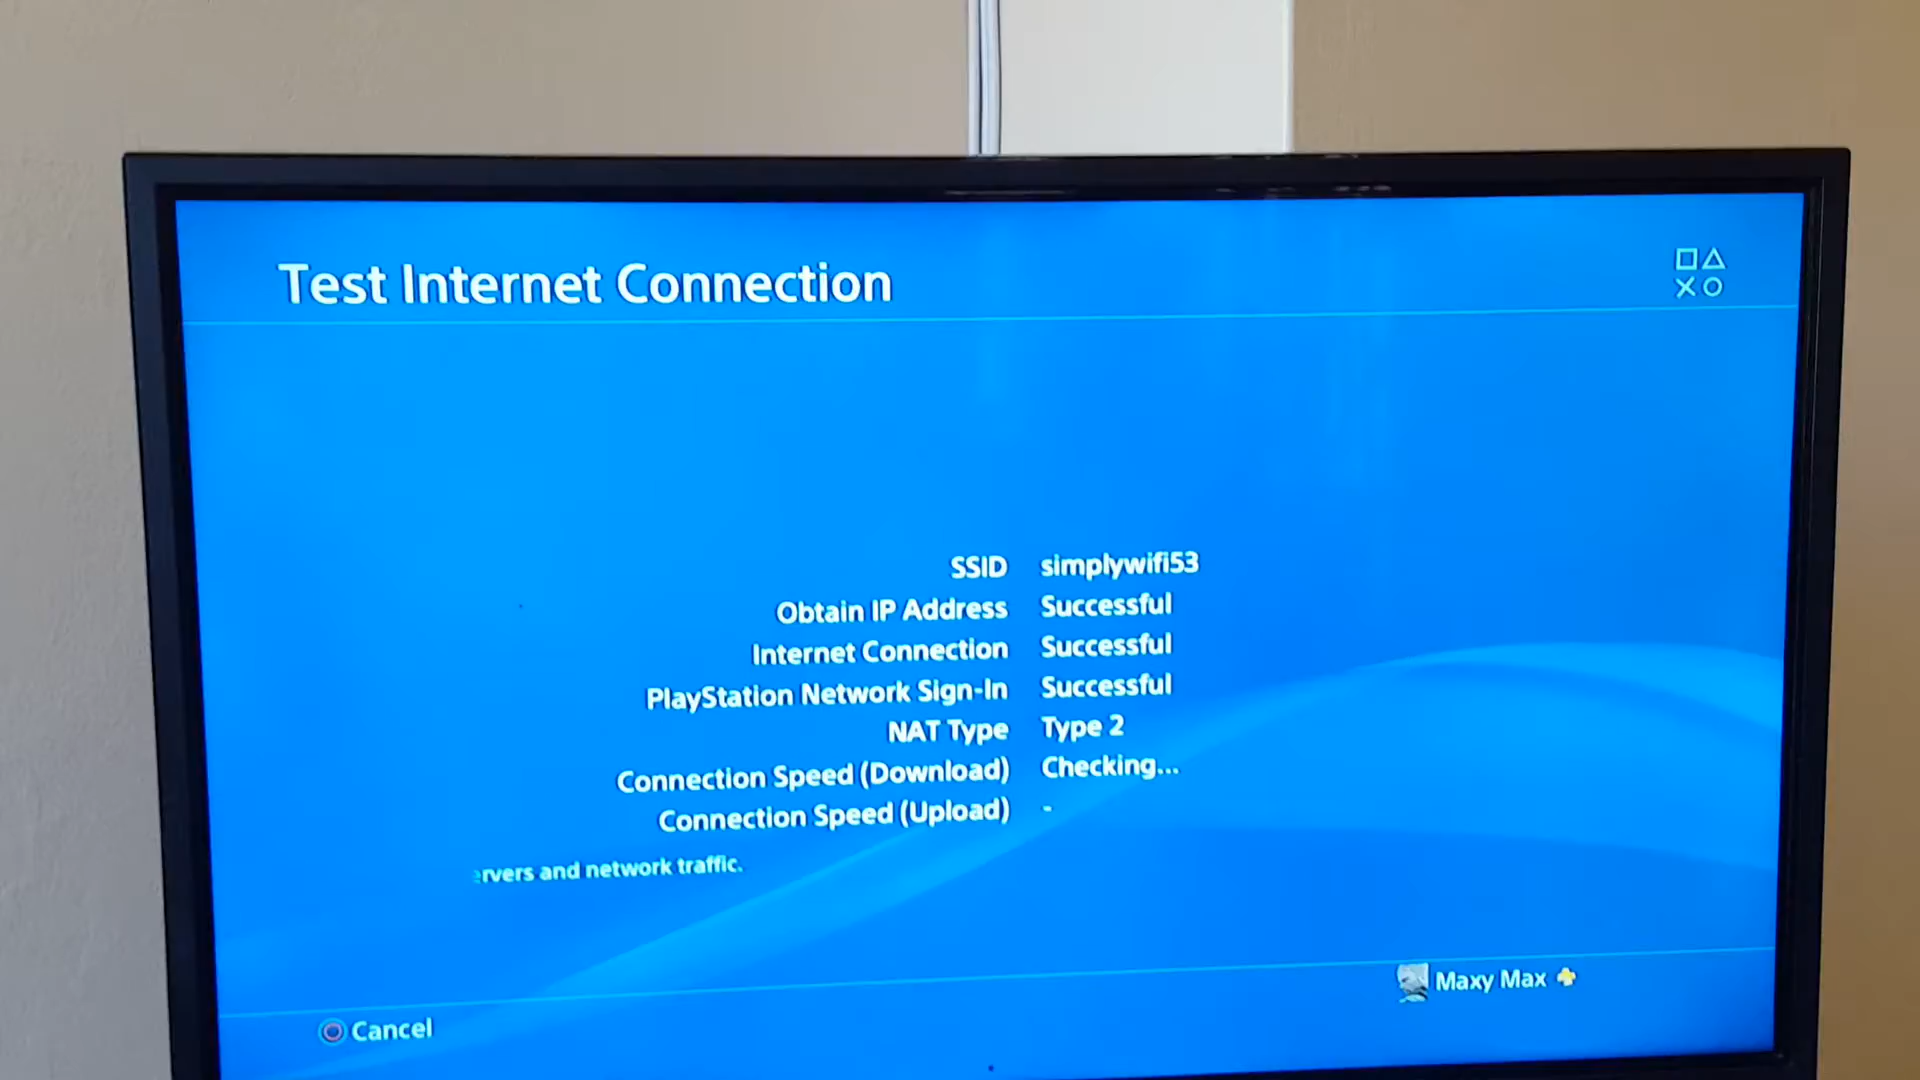 Test Internet Connection
SSID simplywifi53
Obtain IP Address Successful
Internet Connection Successful
PlayStation Network Sign-In Successful
NAT Type Type 2
Connection Speed (Download) Checking...
Connection Speed (Upload) -
rvers and network traffic.
Maxy Max
Cancel